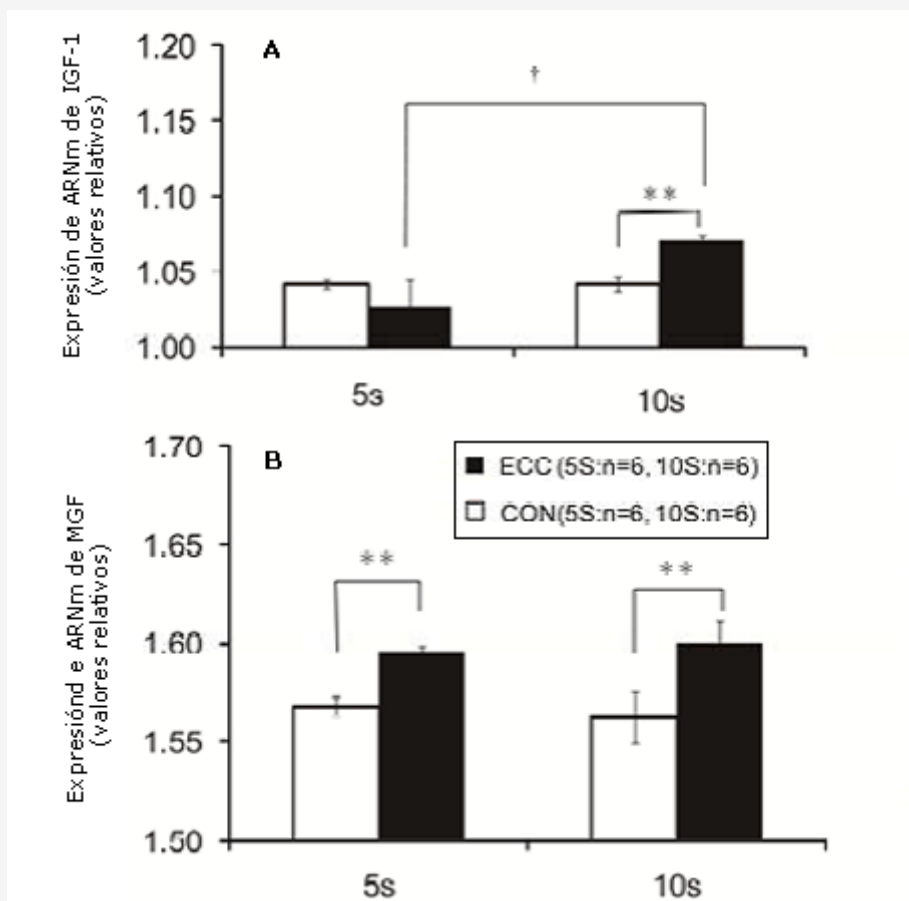 A
Expresión de ARNm de IGF-1
(valores relativos)
1.20
1.15
1.10
1.05
1.00
†
**
5s
10s
B
Expresiónd e ARNm de MGF
(valores relativos)
1.70
1.65
1.60
1.55
1.50
ECC (5S:n=6, 10S:n=6)
CON(5S:n=6, 10S:n=6)
**
**
5s
10s